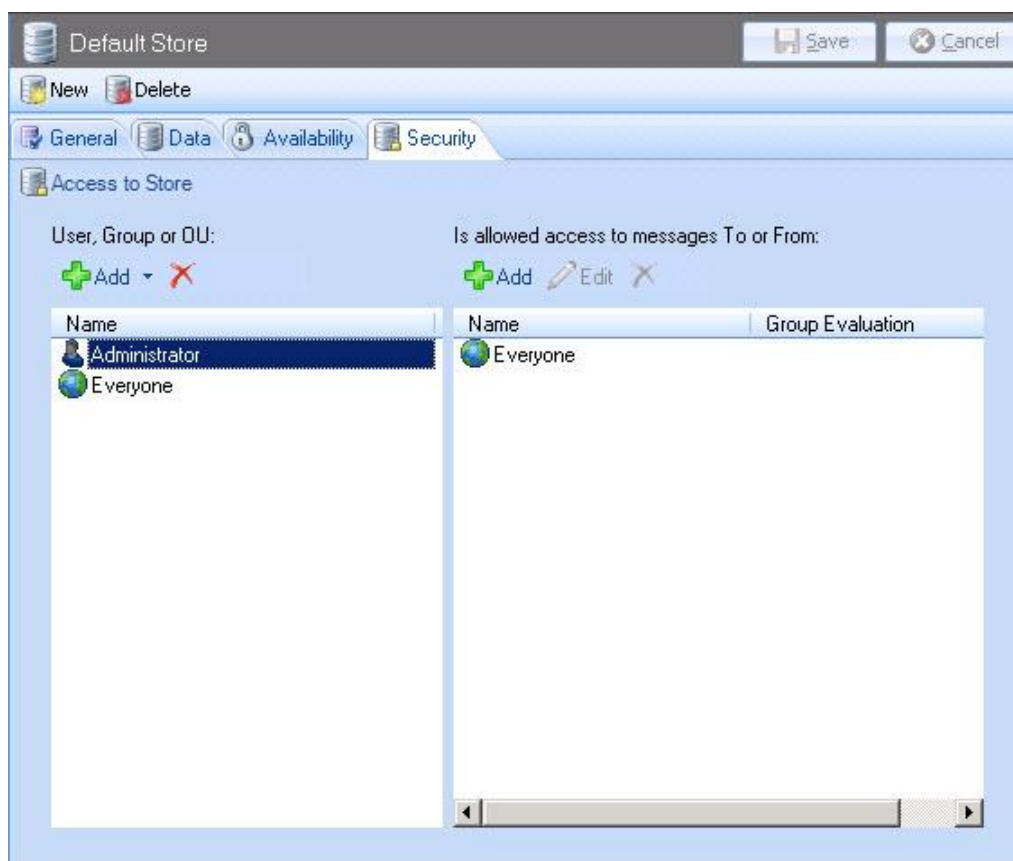 Default Store Save Cancel
New Delete
General Data Availability Security
Access to Store
User, Group or OU: Is allowed access to messages To or From:
Add Add Edit
Name Name Group Evaluation
Administrator Everyone
Everyone